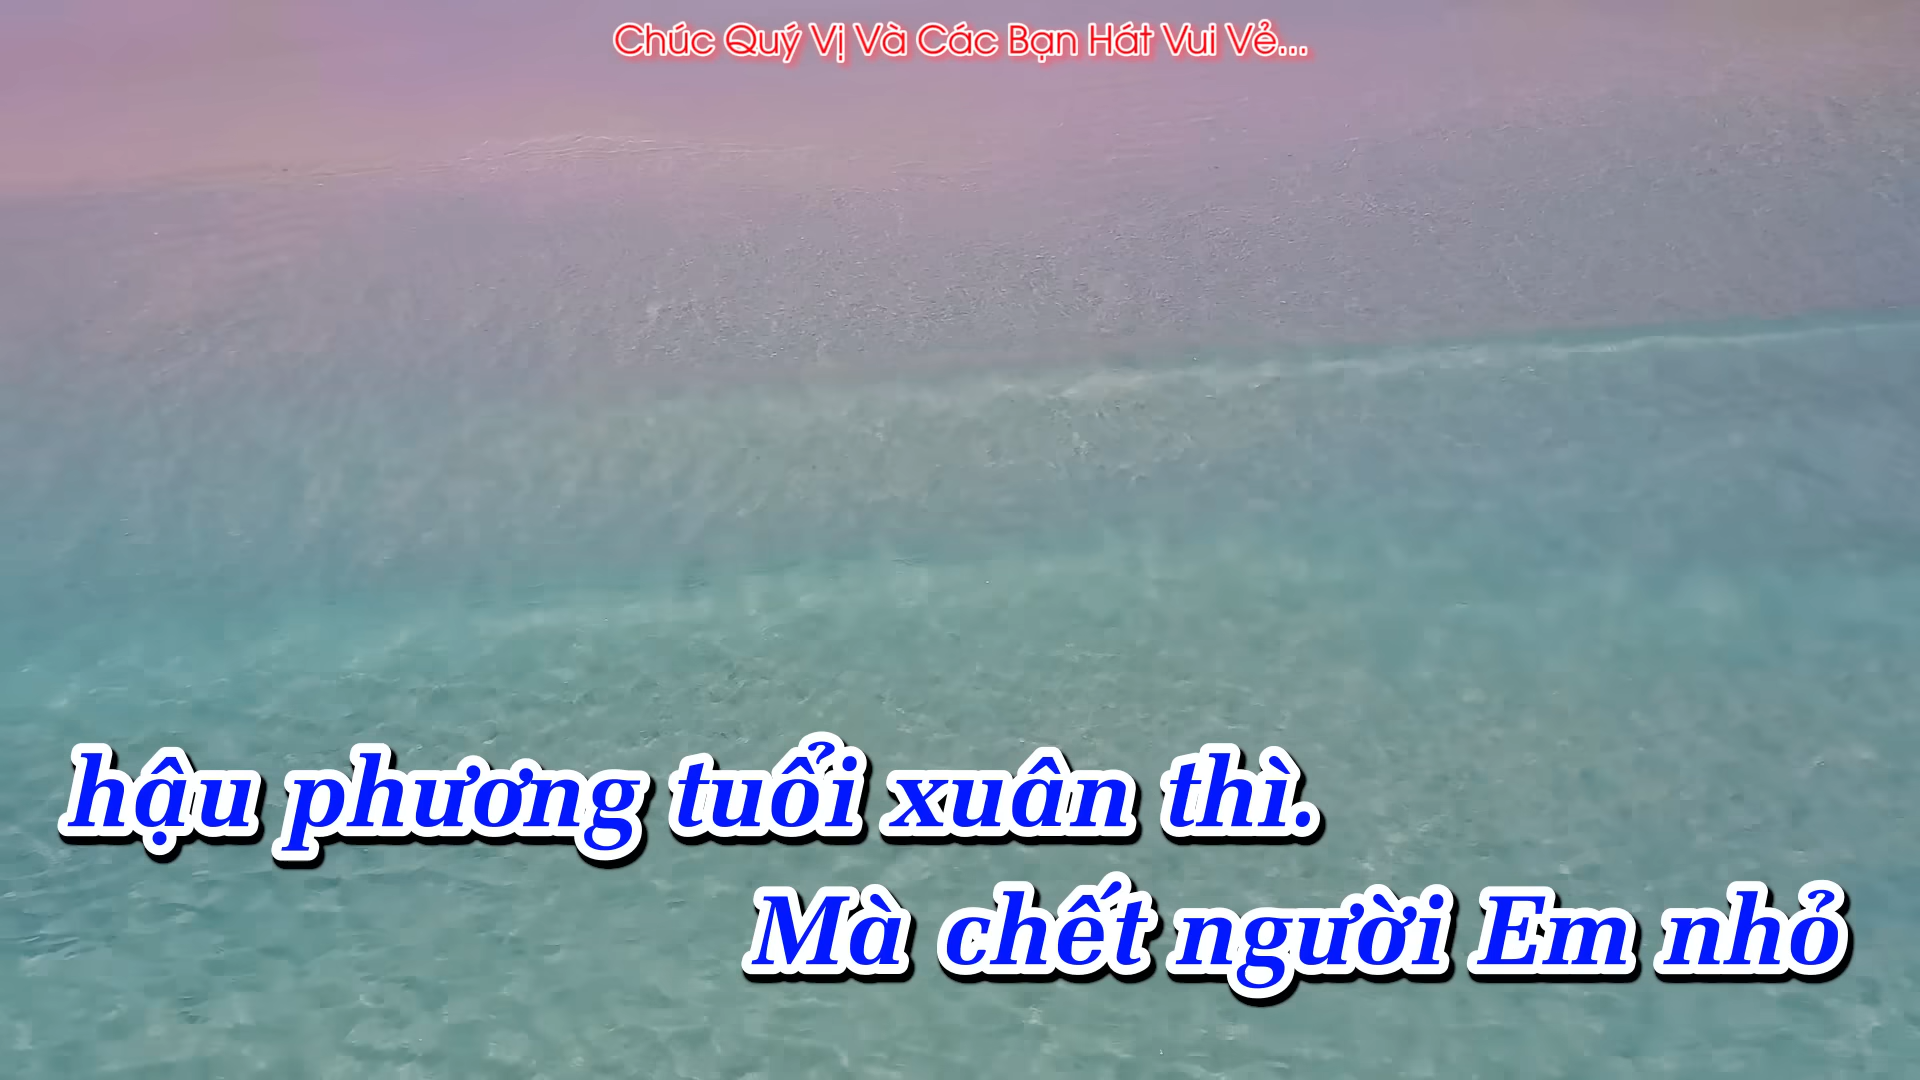 Chúc Quý Vị Và Các Bạn Hát Vui Vẻ...
hậu phương tuổi xuân thì.
Mà chết người Em nhỏ